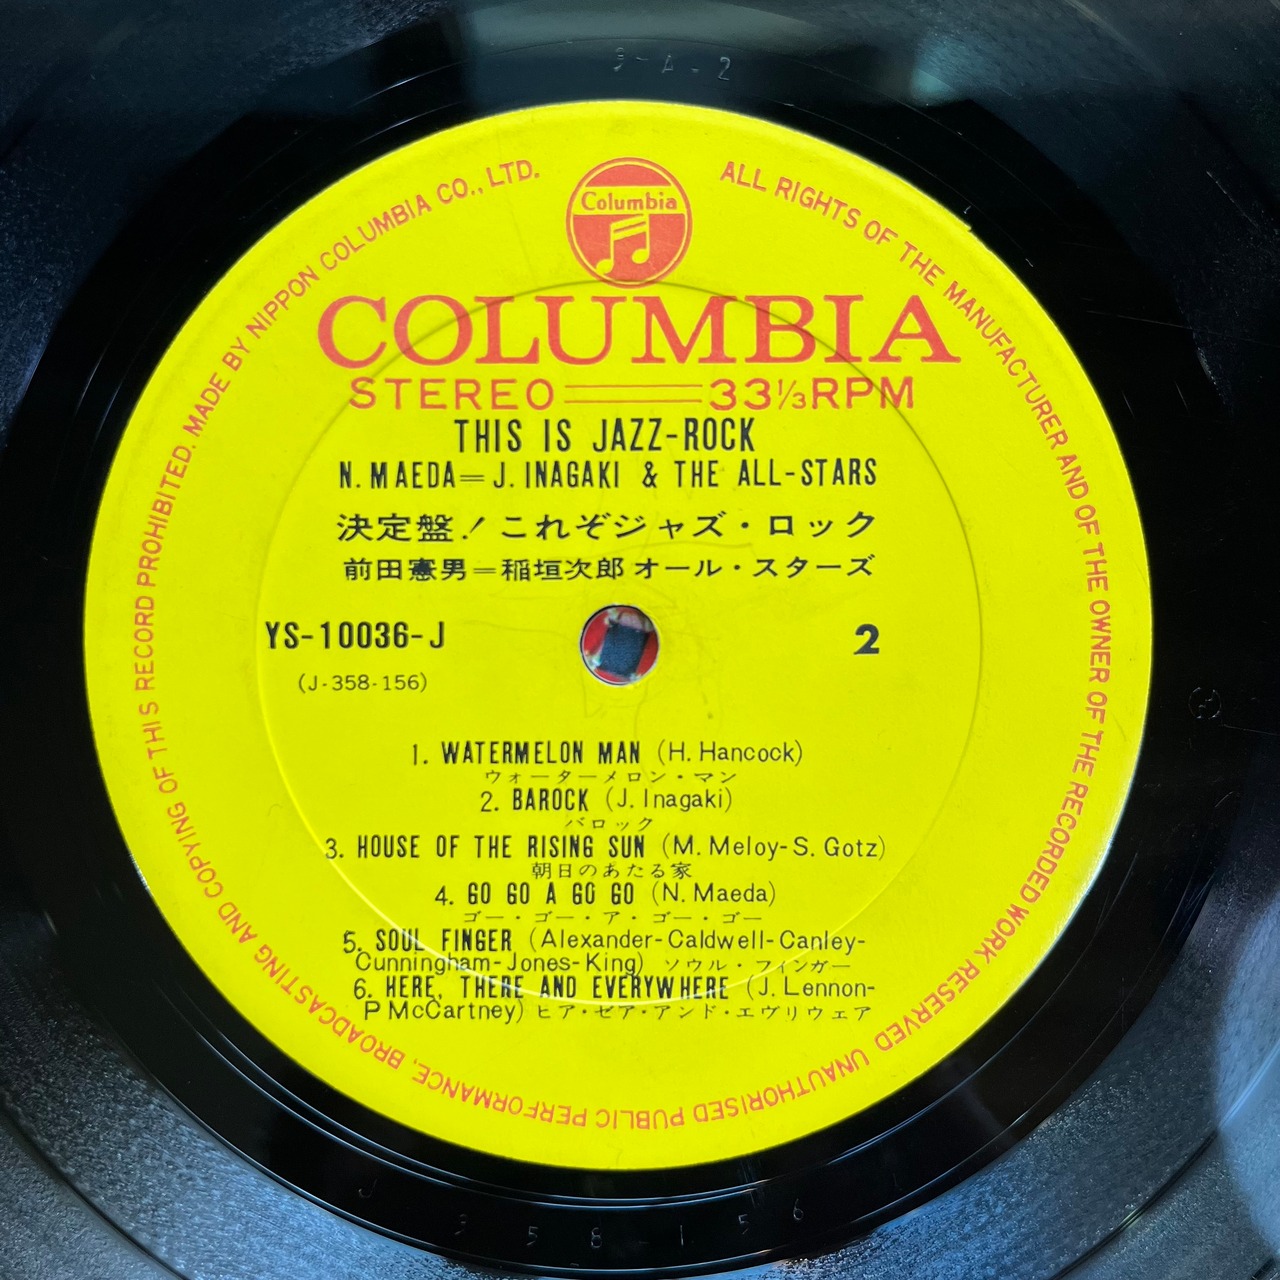 3-A-2
MADE BY NIPPON COLUMBIA CO., LTD.
ALL RIGHTS OF THE MANUFACTURER AND OF THE OWNER OF THE RECORDED WORK RESERVED UNAUTHORISED PUBLIC PERFORMANCE, BROADCASTING AND COPYING OF THIS RECORD PROHIBITED.
Columbia
COLUMBIA
STEREO 33⅓RPM
THIS IS JAZZ-ROCK
N. MAEDA=J. INAGAKI & THE ALL-STARS
決定盤!これぞジャズ・ロック
前田憲男=稲垣次郎オール・スターズ
YS-10036-J 2
(J-358-156)
1. WATERMELON MAN (H. Hancock)
ウォーターメロン・マン
2. BAROCK (J. Inagaki)
バロック
3. HOUSE OF THE RISING SUN (M. Meloy-S. Gotz)
朝日のあたる家
4. GO GO A GO GO (N. Maeda)
ゴー・ゴー・ア・ゴー・ゴー
5. SOUL FINGER (Alexander-Caldwell-Canley-
Cunningham-Jones-King) ソウル・フィンガー
6. HERE, THERE AND EVERYWHERE (J. Lennon-
P McCartney) ヒア・ゼア・アンド・エヴリウェア
J 358-156 1